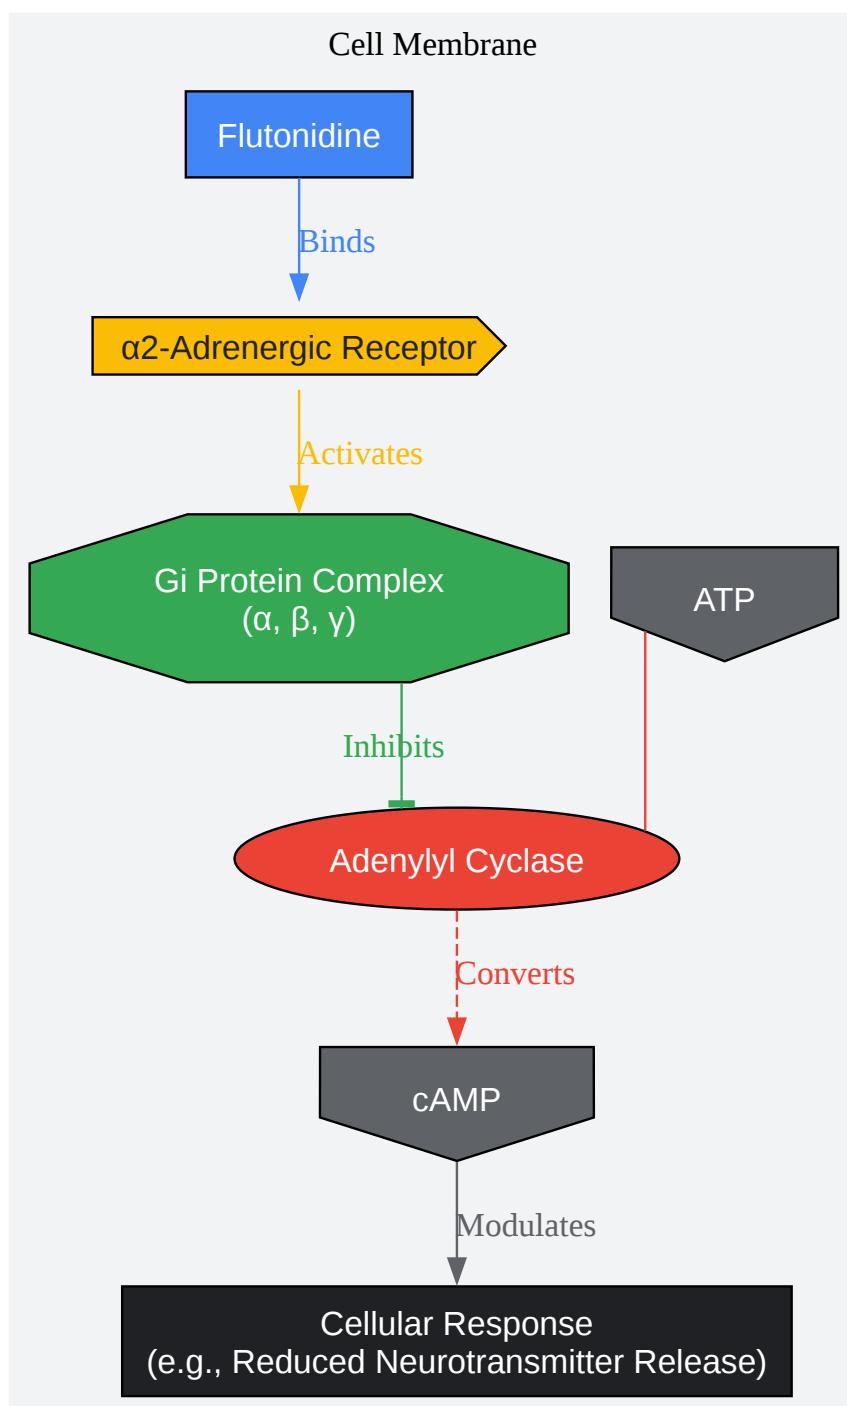 Cell Membrane
Flutonidine
Binds
α2-Adrenergic Receptor
Activates
Gi Protein Complex
(α, β, γ)
ATP
Inhibits
Adenylyl Cyclase
Converts
cAMP
Modulates
Cellular Response
(e.g., Reduced Neurotransmitter Release)